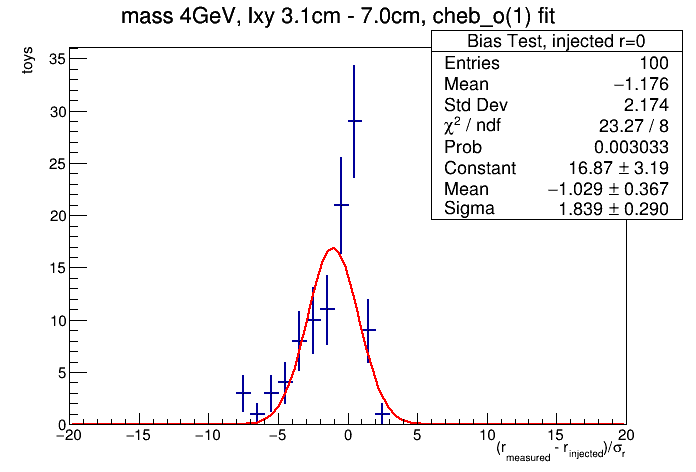 mass 4GeV, lxy 3.1cm - 7.0cm, cheb_o(1) fit
toys
Bias Test, injected r=0
Entries 100
Mean −1.176
Std Dev 2.174
χ² / ndf 23.27 / 8
Prob 0.003033
Constant 16.87 ± 3.19
Mean −1.029 ± 0.367
Sigma 1.839 ± 0.290
35
30
25
20
15
10
5
0
−20 −15 −10 −5 0 5 10 15 20
(r_measured - r_injected)/σ_r